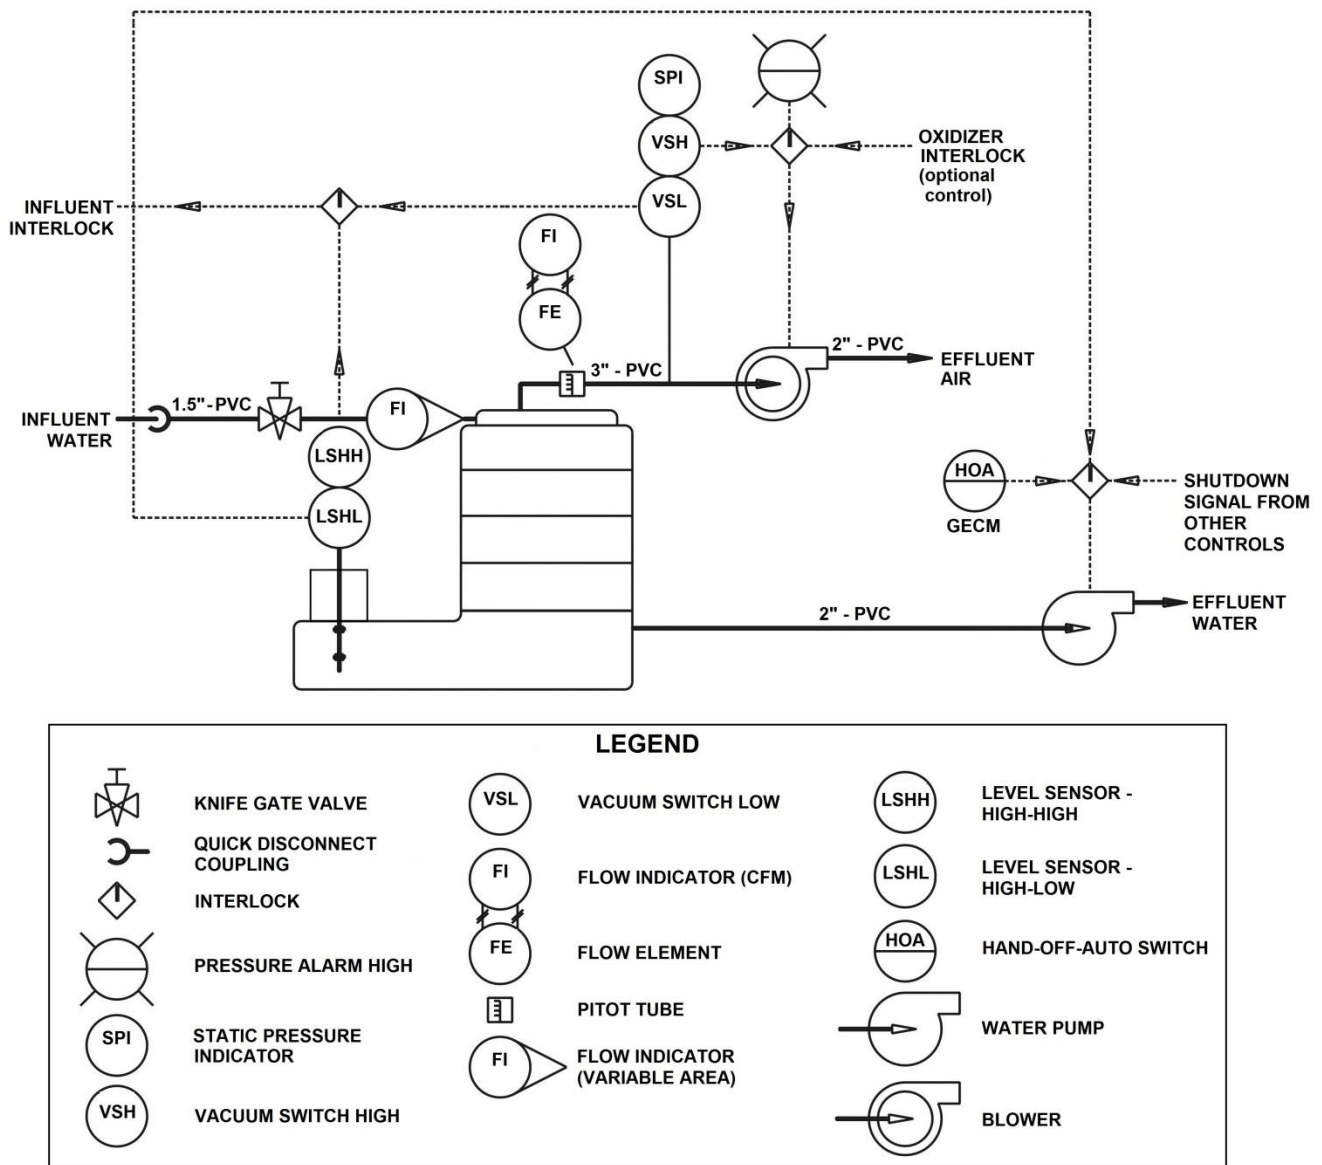 SPI
VSH
VSL
OXIDIZER
INTERLOCK
(optional
control)
INFLUENT
INTERLOCK
FI
FE
3" - PVC
2" - PVC
EFFLUENT
AIR
INFLUENT
WATER
1.5"-PVC
FI
LSHH
LSHL
HOA
GECM
SHUTDOWN
SIGNAL FROM
OTHER
CONTROLS
2" - PVC
EFFLUENT
WATER
LEGEND
KNIFE GATE VALVE
QUICK DISCONNECT
COUPLING
INTERLOCK
PRESSURE ALARM HIGH
SPI
STATIC PRESSURE
INDICATOR
VSH
VACUUM SWITCH HIGH
VSL
VACUUM SWITCH LOW
FI
FLOW INDICATOR (CFM)
FE
FLOW ELEMENT
PITOT TUBE
FI
FLOW INDICATOR
(VARIABLE AREA)
LSHH
LEVEL SENSOR -
HIGH-HIGH
LSHL
LEVEL SENSOR -
HIGH-LOW
HOA
HAND-OFF-AUTO SWITCH
WATER PUMP
BLOWER